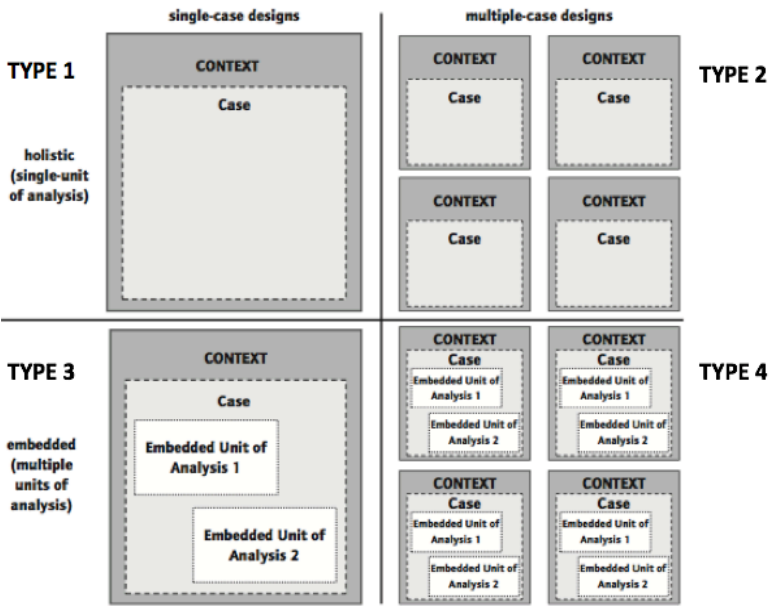 single-case designs
multiple-case designs
TYPE 1
CONTEXT
Case
holistic
(single-unit
of analysis)
CONTEXT
Case
CONTEXT
Case
TYPE 2
CONTEXT
Case
CONTEXT
Case
TYPE 3
CONTEXT
Case
Embedded Unit of
Analysis 1
Embedded Unit of
Analysis 2
embedded
(multiple
units of
analysis)
CONTEXT
Case
Embedded Unit of
Analysis 1
Embedded Unit of
Analysis 2
CONTEXT
Case
Embedded Unit of
Analysis 1
Embedded Unit of
Analysis 2
TYPE 4
CONTEXT
Case
Embedded Unit of
Analysis 1
Embedded Unit of
Analysis 2
CONTEXT
Case
Embedded Unit of
Analysis 1
Embedded Unit of
Analysis 2